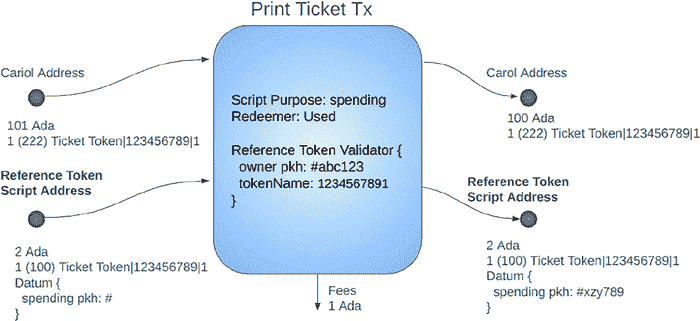 Print Ticket Tx
Cariol Address
101 Ada
1 (222) Ticket Token|123456789|1
Reference Token
Script Address
2 Ada
1 (100) Ticket Token|123456789|1
Datum {
spending pkh: #
}
Script Purpose: spending
Redeemer: Used
Reference Token Validator {
owner pkh: #abc123
tokenName: 1234567891
}
Fees
1 Ada
Carol Address
100 Ada
1 (222) Ticket Token|123456789|1
Reference Token
Script Address
2 Ada
1 (100) Ticket Token|123456789|1
Datum {
spending pkh: #xzy789
}